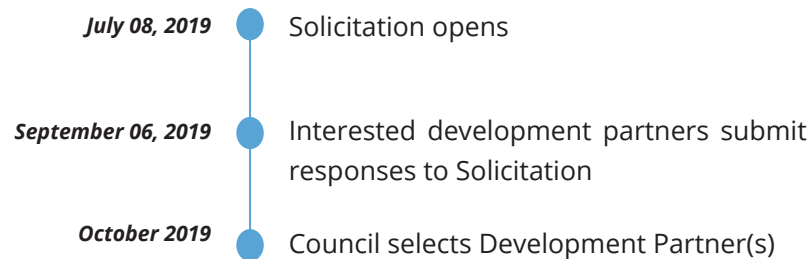 July 08, 2019 Solicitation opens
September 06, 2019 Interested development partners submit
responses to Solicitation
October 2019 Council selects Development Partner(s)